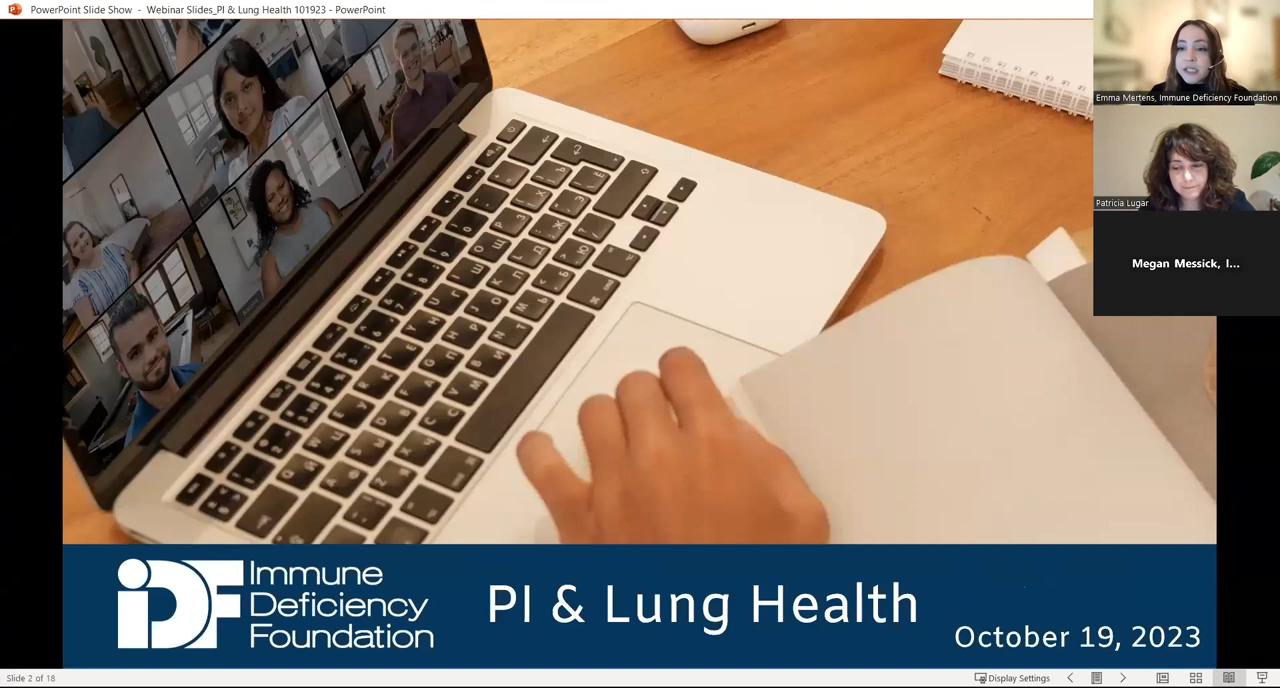 PowerPoint Slide Show - Webinar Slides_PI & Lung Health 101923 - PowerPoint
Emma Mertens, Immune Deficiency Foundation
Patricia Lugar
Megan Messick, I...
iDF Immune
Deficiency
Foundation
PI & Lung Health
October 19, 2023
Slide 2 of 18
Display Settings